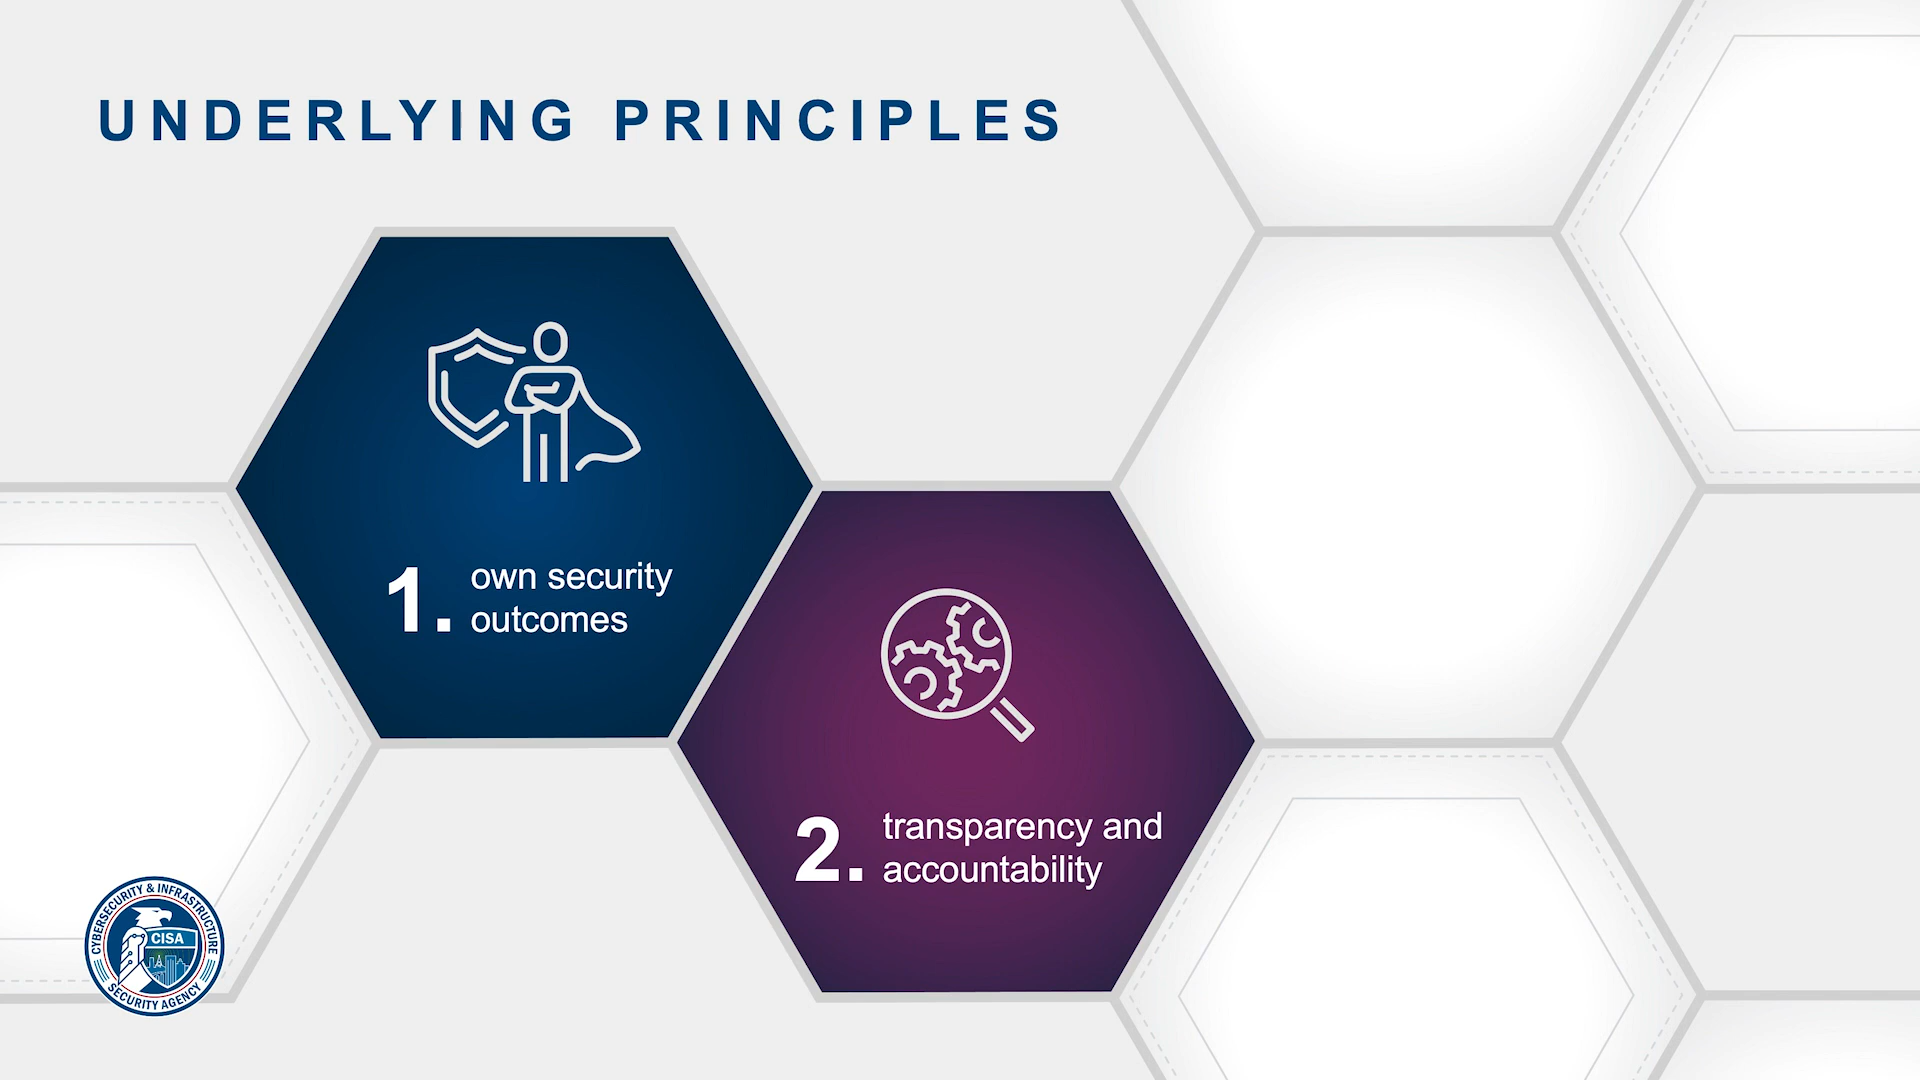 UNDERLYING PRINCIPLES
1. own security
outcomes
2. transparency and
accountability
CYBERSECURITY & INFRASTRUCTURE
CISA
SECURITY AGENCY